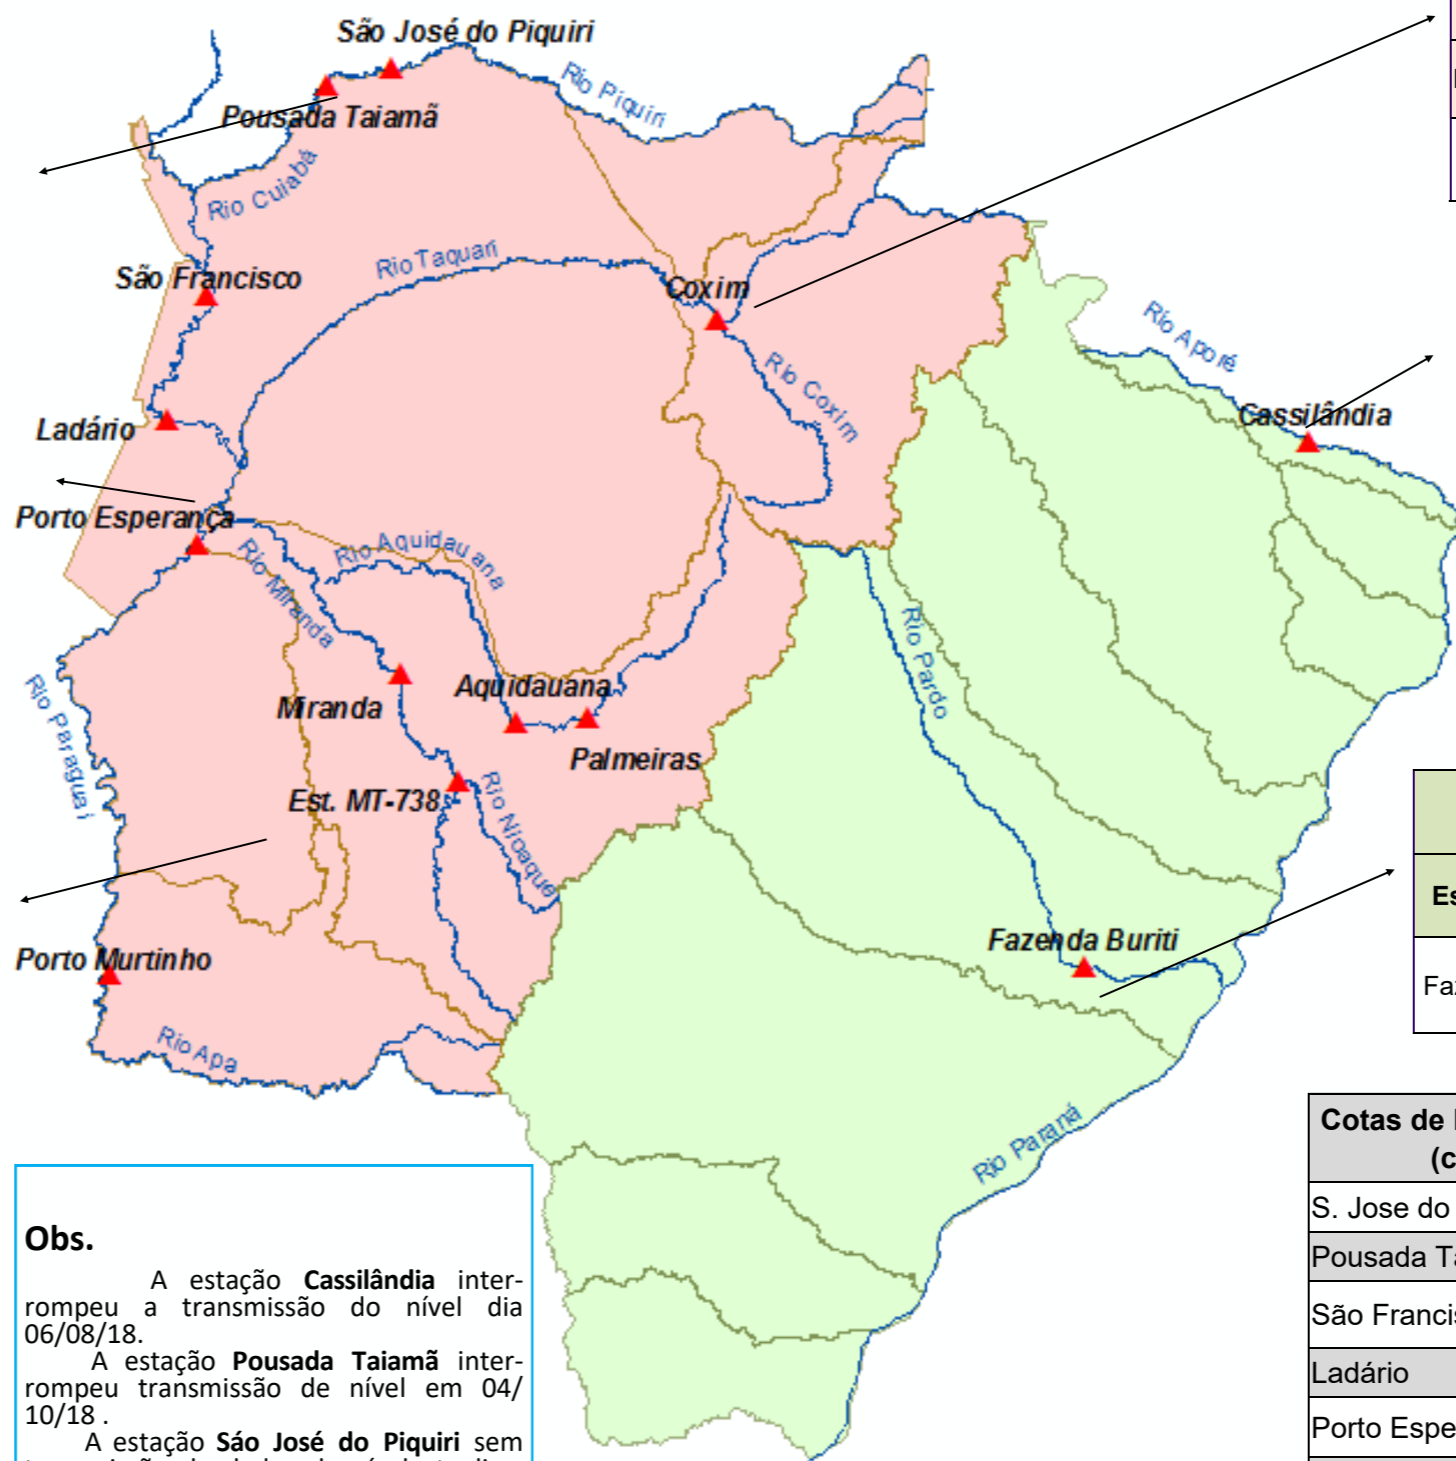 São José do Piquiri
Rio Piquiri
Pousada Taiamã
Rio Cuiabá
São Francisco
Rio Taquari
Coxim
Rio Aporé
Rio Coxim
Cassilândia
Ladário
Porto Esperança
Rio Aquidauana
Rio Miranda
Rio Pardo
Rio Paraguai
Miranda
Aquidauana
Palmeiras
Est. MT-738
Rio Nioaque
Es
Fazenda Buriti
Porto Murtinho
Faz
Rio Apa
Rio Paraná
Cotas de
(c
S. Jose do
Pousada Ta
São Francis
Ladário
Porto Espe
Obs.
A estação Cassilândia inter-
rompeu a transmissão do nível dia
06/08/18.
A estação Pousada Taiamã inter-
rompeu transmissão de nível em 04/
10/18 .
A estação Sáo José do Piquiri sem